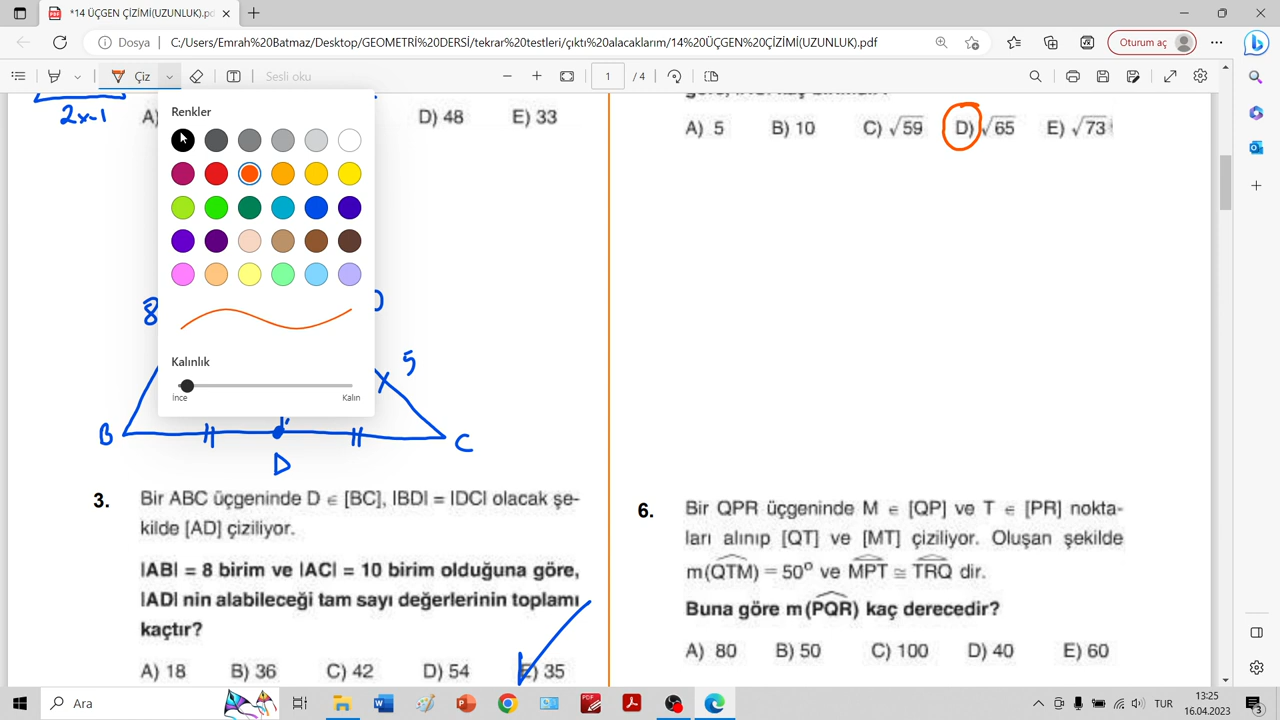 *14 ÜÇGEN ÇİZİMİ(UZUNLUK).pd
Dosya
C:/Users/Emrah%20Batmaz/Desktop/GEOMETRİ%20DERSİ/tekrar%20testleri/çıktı%20alacaklarım/14%20ÜÇGEN%20ÇİZİMİ(UZUNLUK).pdf
Oturum aç
Çiz
Sesli oku
1 / 4
2x-1
A)
D) 48 E) 33
A) 5 B) 10 C) √59 D) √65 E) √73
Renkler
Kalınlık
İnce Kalın
8
5
B
C
D
3. Bir ABC üçgeninde D ∈ [BC], |BD| = |DC| olacak şe-
kilde [AD] çiziliyor.
|AB| = 8 birim ve |AC| = 10 birim olduğuna göre,
|AD| nin alabileceği tam sayı değerlerinin toplamı
kaçtır?
A) 18 B) 36 C) 42 D) 54 E) 35
6. Bir QPR üçgeninde M ∈ [QP] ve T ∈ [PR] nokta-
ları alınıp [QT] ve [MT] çiziliyor. Oluşan şekilde
m(QTM) = 50° ve MPT ≅ TRQ dir.
Buna göre m(PQR) kaç derecedir?
A) 80 B) 50 C) 100 D) 40 E) 60
Ara
TUR
13:25
16.04.2023
3